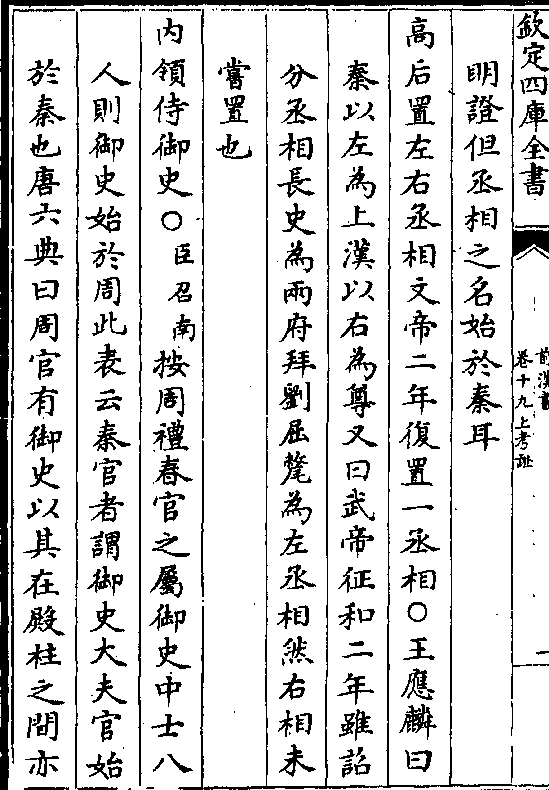 欽定四庫全書
前漢書
卷十九上考證
一
明證但丞相之名始於秦耳
高后置左右丞相文帝二年復置一丞相○王應麟曰
秦以左為上漢以右為尊又曰武帝征和二年雖詔
分丞相長史為兩府拜劉屈氂為左丞相然右相未
嘗置也
內領侍御史○臣召南按周禮春官之屬御史中士八
人則御史始於周此表云秦官者謂御史大夫官始
於秦也唐六典曰周官有御史以其在殿柱之間亦